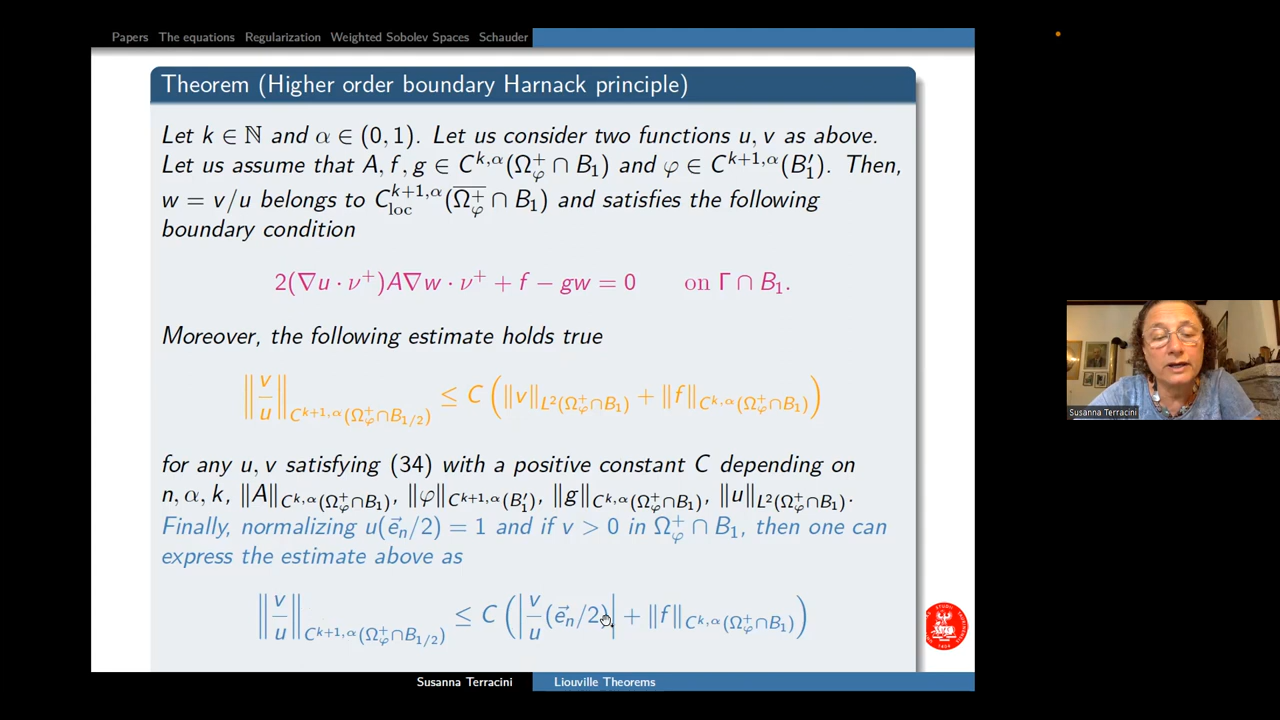 Papers The equations Regularization Weighted Sobolev Spaces Schauder
Theorem (Higher order boundary Harnack principle)
Let k ∈ ℕ and α ∈ (0, 1). Let us consider two functions u, v as above.
Let us assume that A, f, g ∈ C^{k,α}(Ω_φ^+ ∩ B_1) and φ ∈ C^{k+1,α}(B_1'). Then,
w = v/u belongs to C_{loc}^{k+1,α}(\overline{Ω_φ^+} ∩ B_1) and satisfies the following
boundary condition
2(∇u · ν^+)A∇w · ν^+ + f − gw = 0 on Γ ∩ B_1.
Moreover, the following estimate holds true
‖v/u‖_{C^{k+1,α}(Ω_φ^+∩B_{1/2})} ≤ C (‖v‖_{L^2(Ω_φ^+∩B_1)} + ‖f‖_{C^{k,α}(Ω_φ^+∩B_1)})
for any u, v satisfying (34) with a positive constant C depending on
n, α, k, ‖A‖_{C^{k,α}(Ω_φ^+∩B_1)}, ‖φ‖_{C^{k+1,α}(B_1')}, ‖g‖_{C^{k,α}(Ω_φ^+∩B_1)}, ‖u‖_{L^2(Ω_φ^+∩B_1)}.
Finally, normalizing u(\vec{e}_n/2) = 1 and if v > 0 in Ω_φ^+ ∩ B_1, then one can
express the estimate above as
‖v/u‖_{C^{k+1,α}(Ω_φ^+∩B_{1/2})} ≤ C (|v/u(\vec{e}_n/2)| + ‖f‖_{C^{k,α}(Ω_φ^+∩B_1)})
Susanna Terracini Liouville Theorems
Susanna Terracini